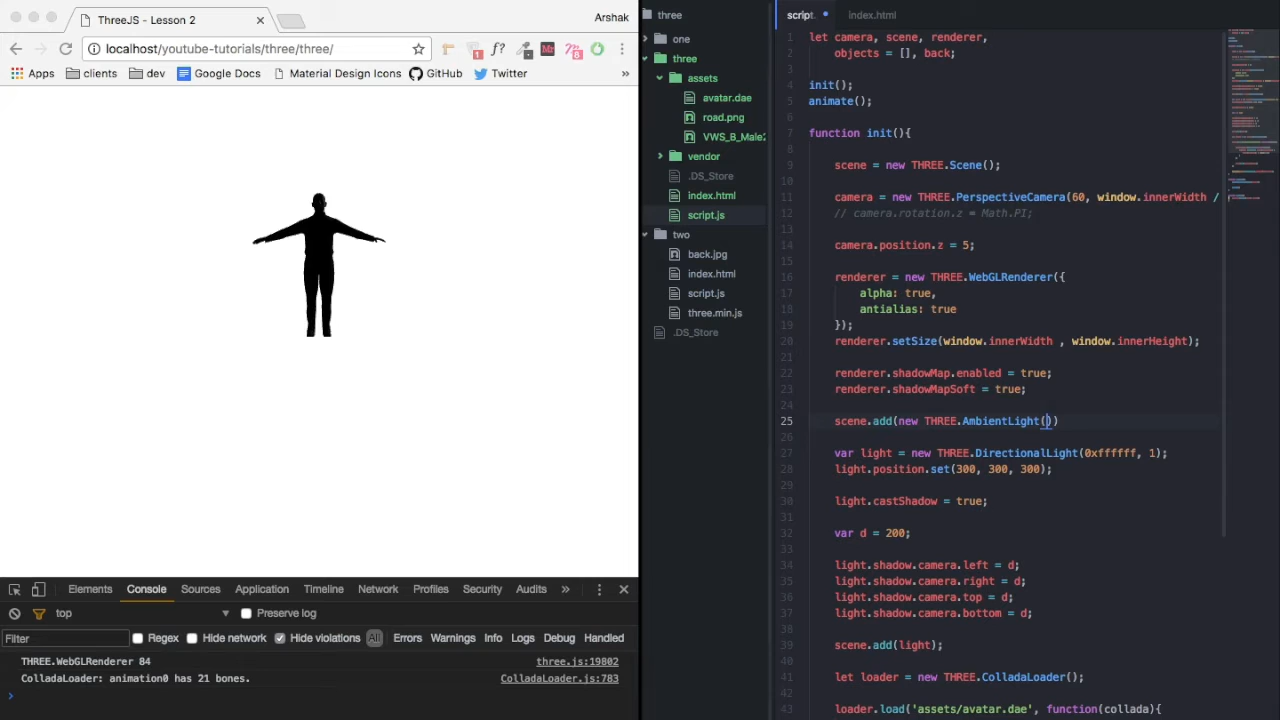 ThreeJS - Lesson 2
Arshak
localhost/youtube-tutorials/three/three/
Apps
clients
dev
Google Docs
Material Design Icons
GitHub
Twitter
»
Elements
Console
Sources
Application
Timeline
Network
Profiles
Security
Audits
»
top
Preserve log
Filter
Regex
Hide network
Hide violations
All
Errors
Warnings
Info
Logs
Debug
Handled
THREE.WebGLRenderer 84
three.js:19802
ColladaLoader: animation0 has 21 bones.
ColladaLoader.js:783
three
one
three
assets
avatar.dae
road.png
VWS_B_Male2
vendor
.DS_Store
index.html
script.js
two
back.jpg
index.html
script.js
three.min.js
.DS_Store
script.
index.html
1 let camera, scene, renderer,
2 objects = [], back;
3
4 init();
5 animate();
6
7 function init(){
8
9 scene = new THREE.Scene();
10
11 camera = new THREE.PerspectiveCamera(60, window.innerWidth /
12 // camera.rotation.z = Math.PI;
13
14 camera.position.z = 5;
15
16 renderer = new THREE.WebGLRenderer({
17 alpha: true,
18 antialias: true
19 });
20 renderer.setSize(window.innerWidth , window.innerHeight);
21
22 renderer.shadowMap.enabled = true;
23 renderer.shadowMapSoft = true;
24
25 scene.add(new THREE.AmbientLight())
26
27 var light = new THREE.DirectionalLight(0xffffff, 1);
28 light.position.set(300, 300, 300);
29
30 light.castShadow = true;
31
32 var d = 200;
33
34 light.shadow.camera.left = d;
35 light.shadow.camera.right = d;
36 light.shadow.camera.top = d;
37 light.shadow.camera.bottom = d;
38
39 scene.add(light);
40
41 let loader = new THREE.ColladaLoader();
42
43 loader.load('assets/avatar.dae', function(collada){